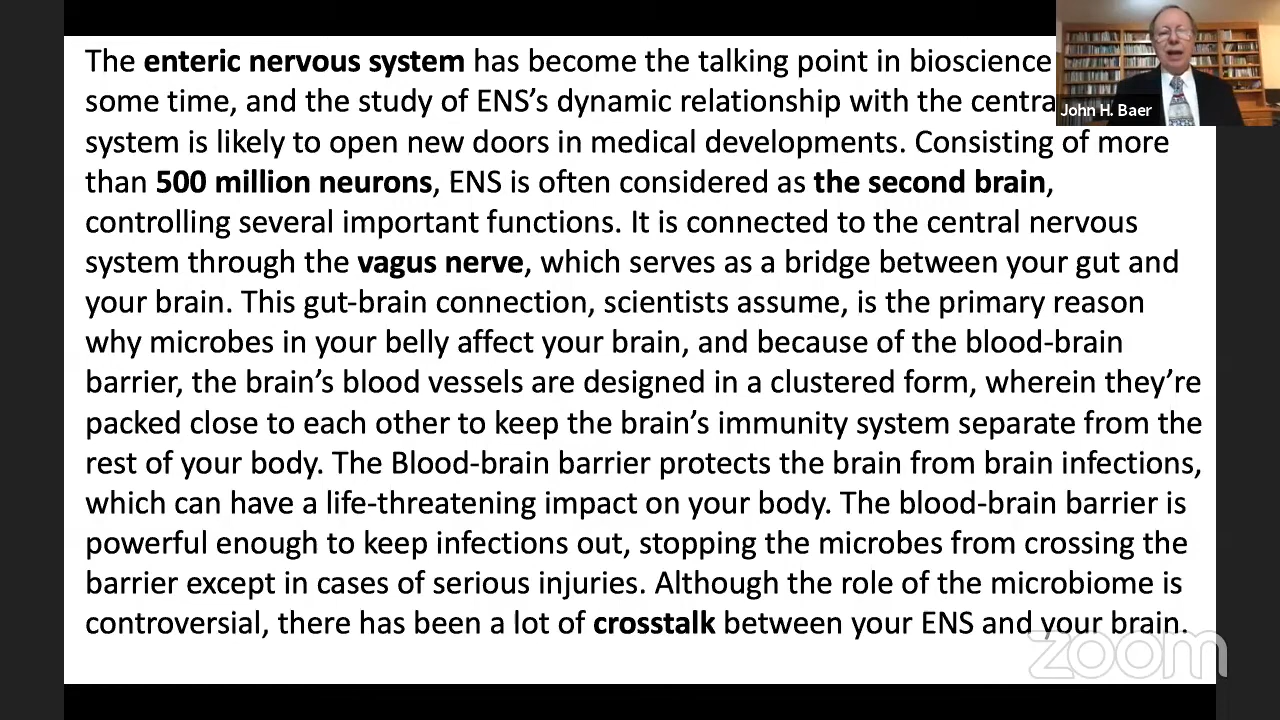 The enteric nervous system has become the talking point in bioscience
some time, and the study of ENS’s dynamic relationship with the centra
system is likely to open new doors in medical developments. Consisting of more
than 500 million neurons, ENS is often considered as the second brain,
controlling several important functions. It is connected to the central nervous
system through the vagus nerve, which serves as a bridge between your gut and
your brain. This gut-brain connection, scientists assume, is the primary reason
why microbes in your belly affect your brain, and because of the blood-brain
barrier, the brain’s blood vessels are designed in a clustered form, wherein they’re
packed close to each other to keep the brain’s immunity system separate from the
rest of your body. The Blood-brain barrier protects the brain from brain infections,
which can have a life-threatening impact on your body. The blood-brain barrier is
powerful enough to keep infections out, stopping the microbes from crossing the
barrier except in cases of serious injuries. Although the role of the microbiome is
controversial, there has been a lot of crosstalk between your ENS and your brain.
John H. Baer
zoom